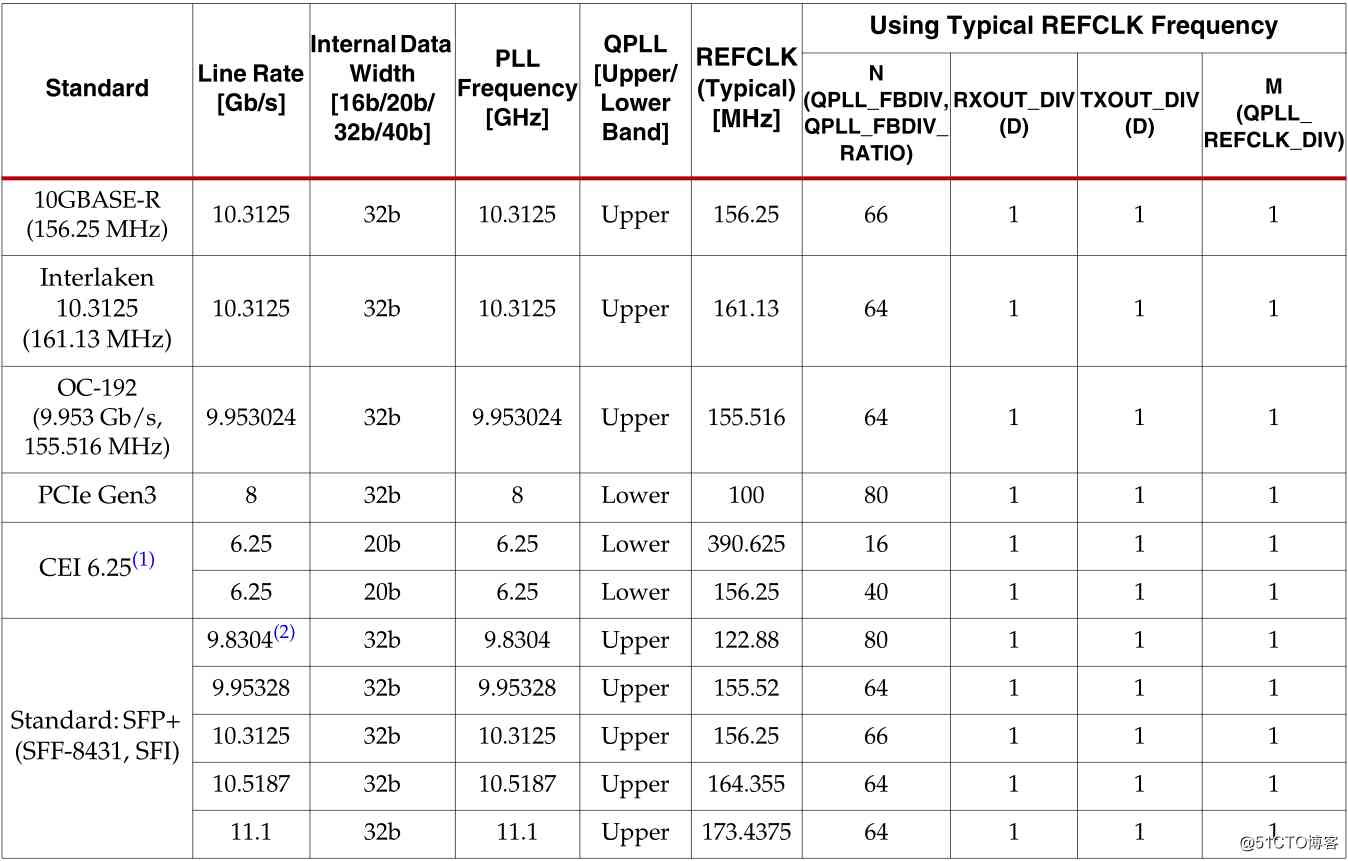 Standard
Line Rate [Gb/s]
Internal Data Width [16b/20b/ 32b/40b]
PLL Frequency [GHz]
QPLL [Upper/ Lower Band]
REFCLK (Typical) [MHz]
Using Typical REFCLK Frequency
N (QPLL_FBDIV, QPLL_FBDIV_ RATIO)
RXOUT_DIV (D)
TXOUT_DIV (D)
M (QPLL_ REFCLK_DIV)
10GBASE-R (156.25 MHz) 10.3125 32b 10.3125 Upper 156.25 66 1 1 1
Interlaken 10.3125 (161.13 MHz) 10.3125 32b 10.3125 Upper 161.13 64 1 1 1
OC-192 (9.953 Gb/s, 155.516 MHz) 9.953024 32b 9.953024 Upper 155.516 64 1 1 1
PCIe Gen3 8 32b 8 Lower 100 80 1 1 1
CEI 6.25(1) 6.25 20b 6.25 Lower 390.625 16 1 1 1
6.25 20b 6.25 Lower 156.25 40 1 1 1
Standard: SFP+ (SFF-8431, SFI) 9.8304(2) 32b 9.8304 Upper 122.88 80 1 1 1
9.95328 32b 9.95328 Upper 155.52 64 1 1 1
10.3125 32b 10.3125 Upper 156.25 66 1 1 1
10.5187 32b 10.5187 Upper 164.355 64 1 1 1
11.1 32b 11.1 Upper 173.4375 64 1 1 1
@51CTO博客